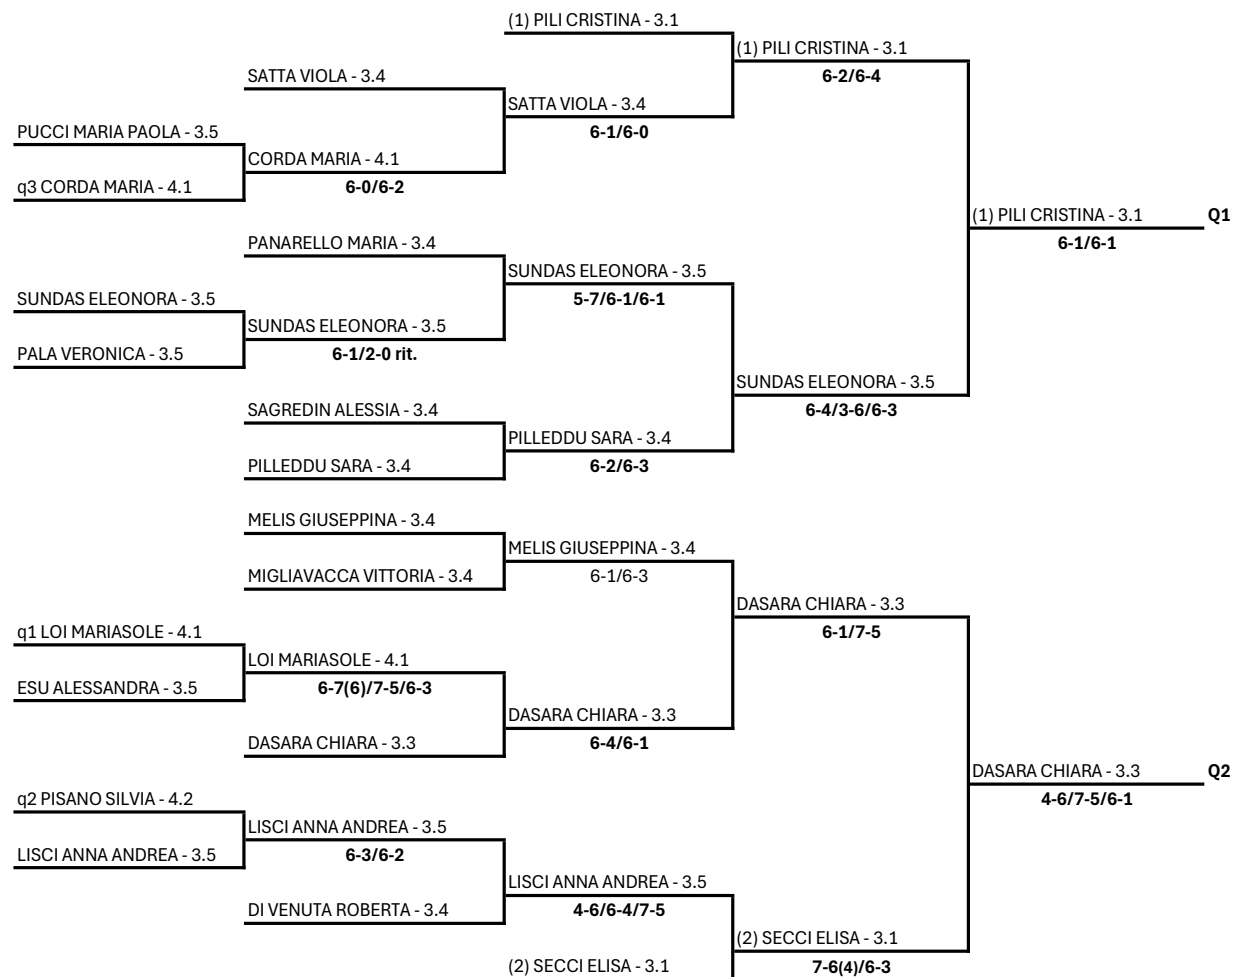 (1) PILI CRISTINA - 3.1
(1) PILI CRISTINA - 3.1
SATTA VIOLA - 3.4
6-2/6-4
SATTA VIOLA - 3.4
PUCCI MARIA PAOLA - 3.5
6-1/6-0
CORDA MARIA - 4.1
q3 CORDA MARIA - 4.1
6-0/6-2
(1) PILI CRISTINA - 3.1
Q1
PANARELLO MARIA - 3.4
6-1/6-1
SUNDAS ELEONORA - 3.5
SUNDAS ELEONORA - 3.5
5-7/6-1/6-1
SUNDAS ELEONORA - 3.5
PALA VERONICA - 3.5
6-1/2-0 rit.
SUNDAS ELEONORA - 3.5
SAGREDIN ALESSIA - 3.4
6-4/3-6/6-3
PILLEDDU SARA - 3.4
PILLEDDU SARA - 3.4
6-2/6-3
MELIS GIUSEPPINA - 3.4
MELIS GIUSEPPINA - 3.4
MIGLIAVACCA VITTORIA - 3.4
6-1/6-3
DASARA CHIARA - 3.3
q1 LOI MARIASOLE - 4.1
6-1/7-5
LOI MARIASOLE - 4.1
ESU ALESSANDRA - 3.5
6-7(6)/7-5/6-3
DASARA CHIARA - 3.3
DASARA CHIARA - 3.3
6-4/6-1
DASARA CHIARA - 3.3
Q2
q2 PISANO SILVIA - 4.2
4-6/7-5/6-1
LISCI ANNA ANDREA - 3.5
LISCI ANNA ANDREA - 3.5
6-3/6-2
LISCI ANNA ANDREA - 3.5
DI VENUTA ROBERTA - 3.4
4-6/6-4/7-5
(2) SECCI ELISA - 3.1
(2) SECCI ELISA - 3.1
7-6(4)/6-3